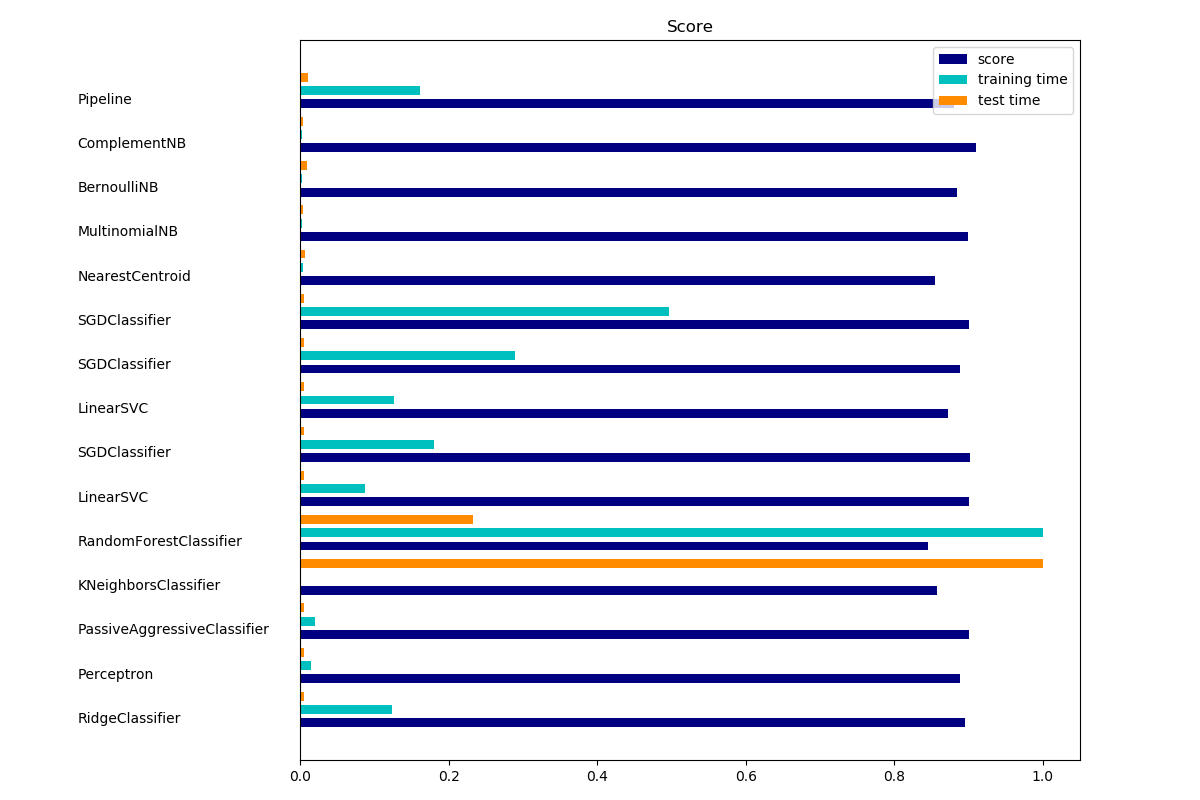 Score
score
training time
test time
Pipeline
ComplementNB
BernoulliNB
MultinomialNB
NearestCentroid
SGDClassifier
SGDClassifier
LinearSVC
SGDClassifier
LinearSVC
RandomForestClassifier
KNeighborsClassifier
PassiveAggressiveClassifier
Perceptron
RidgeClassifier
0.0 0.2 0.4 0.6 0.8 1.0